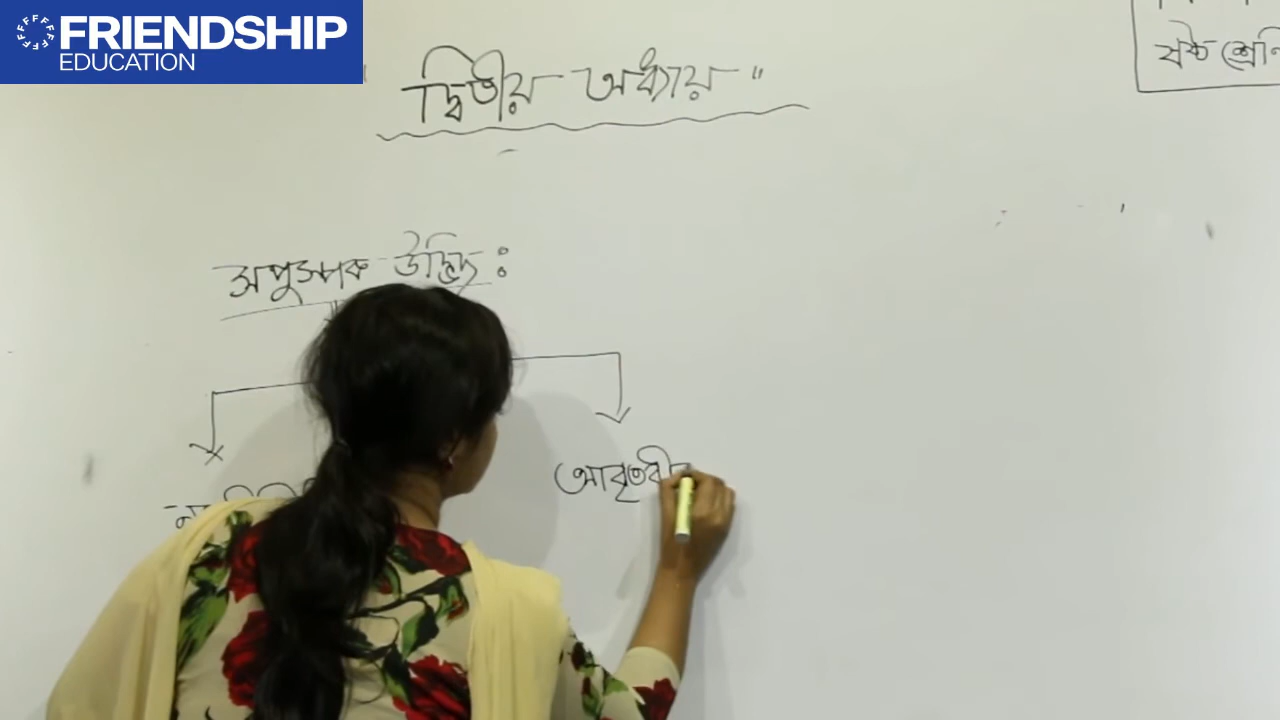 FRIENDSHIP
EDUCATION
"দ্বিতীয় অধ্যায়"
ষষ্ঠ শ্রেণি
অপুস্পক উদ্ভিদ :
আবৃতবী